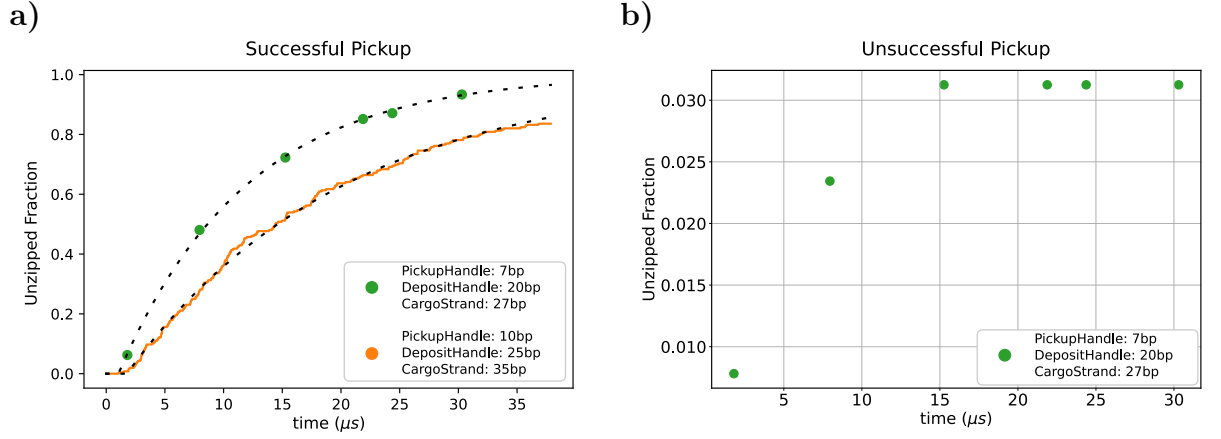 a)
Successful Pickup
Unzipped Fraction
1.0
0.8
0.6
0.4
0.2
0.0
PickupHandle: 7bp
DepositHandle: 20bp
CargoStrand: 27bp
PickupHandle: 10bp
DepositHandle: 25bp
CargoStrand: 35bp
0 5 10 15 20 25 30 35
time (μs)
b)
Unsuccessful Pickup
Unzipped Fraction
0.030
0.025
0.020
0.015
0.010
PickupHandle: 7bp
DepositHandle: 20bp
CargoStrand: 27bp
5 10 15 20 25 30
time (μs)